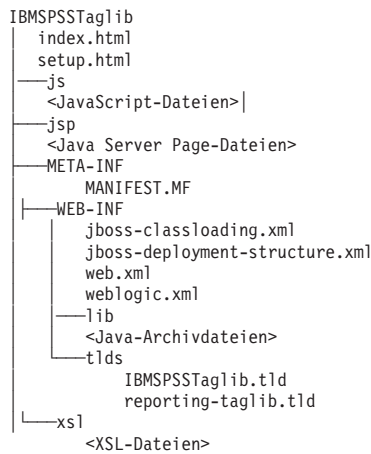 IBMSPSSTaglib
│ index.html
│ setup.html
│───js
│ <JavaScript-Dateien>│
├───jsp
│ <Java Server Page-Dateien>
├───META-INF
│ MANIFEST.MF
│├───WEB-INF
│ │ jboss-classloading.xml
│ │ jboss-deployment-structure.xml
│ │ web.xml
│ │ weblogic.xml
│ │───lib
│ │ <Java-Archivdateien>
│ └───tlds
│ IBMSPSSTaglib.tld
│ reporting-taglib.tld
│└───xsl
<XSL-Dateien>